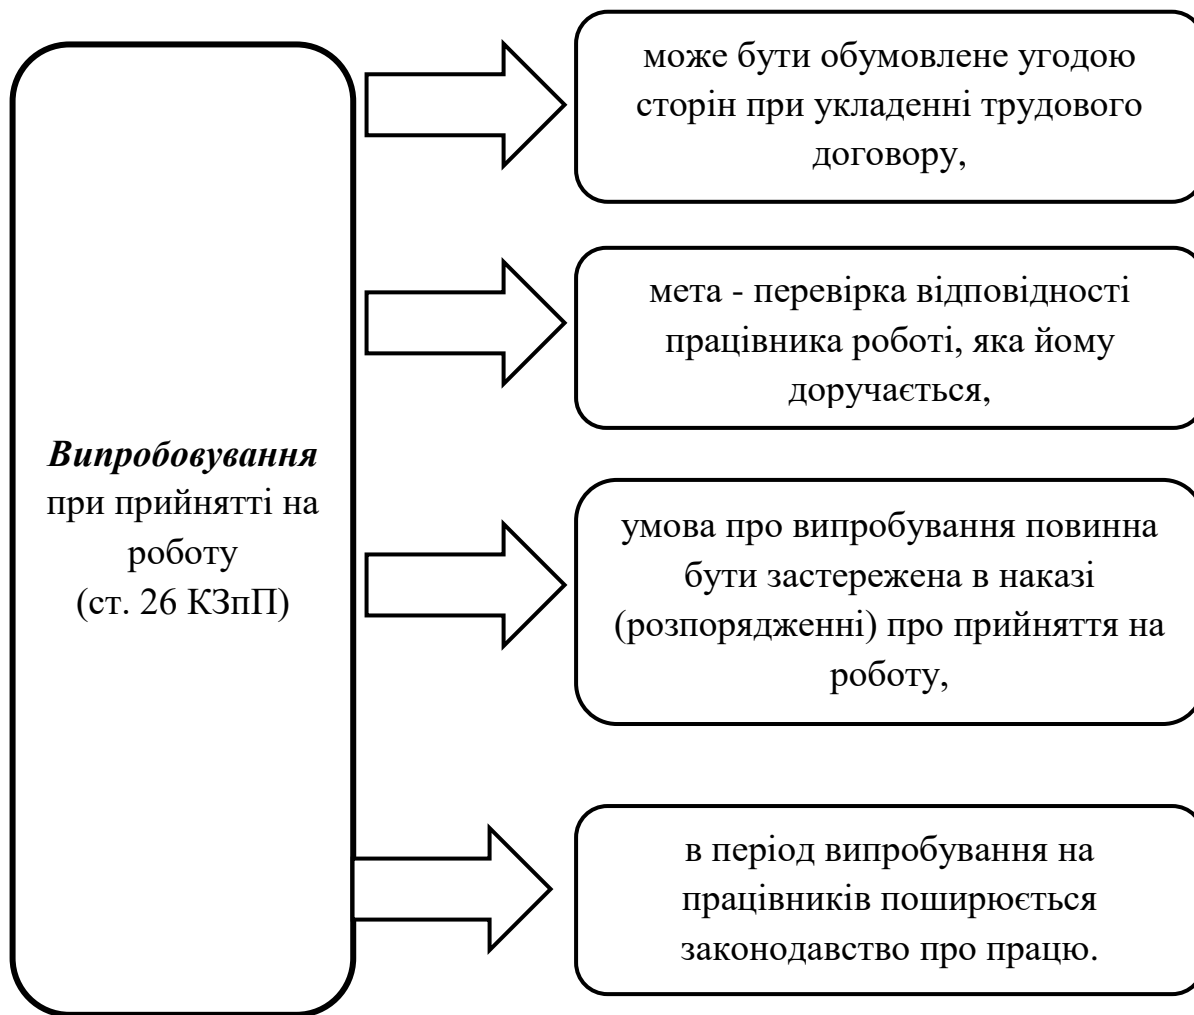 Випробовування
при прийнятті на
роботу
(ст. 26 КЗпП)
може бути обумовлене угодою
сторін при укладенні трудового
договору,
мета - перевірка відповідності
працівника роботі, яка йому
доручається,
умова про випробування повинна
бути застережена в наказі
(розпорядженні) про прийняття на
роботу,
в період випробування на
працівників поширюється
законодавство про працю.